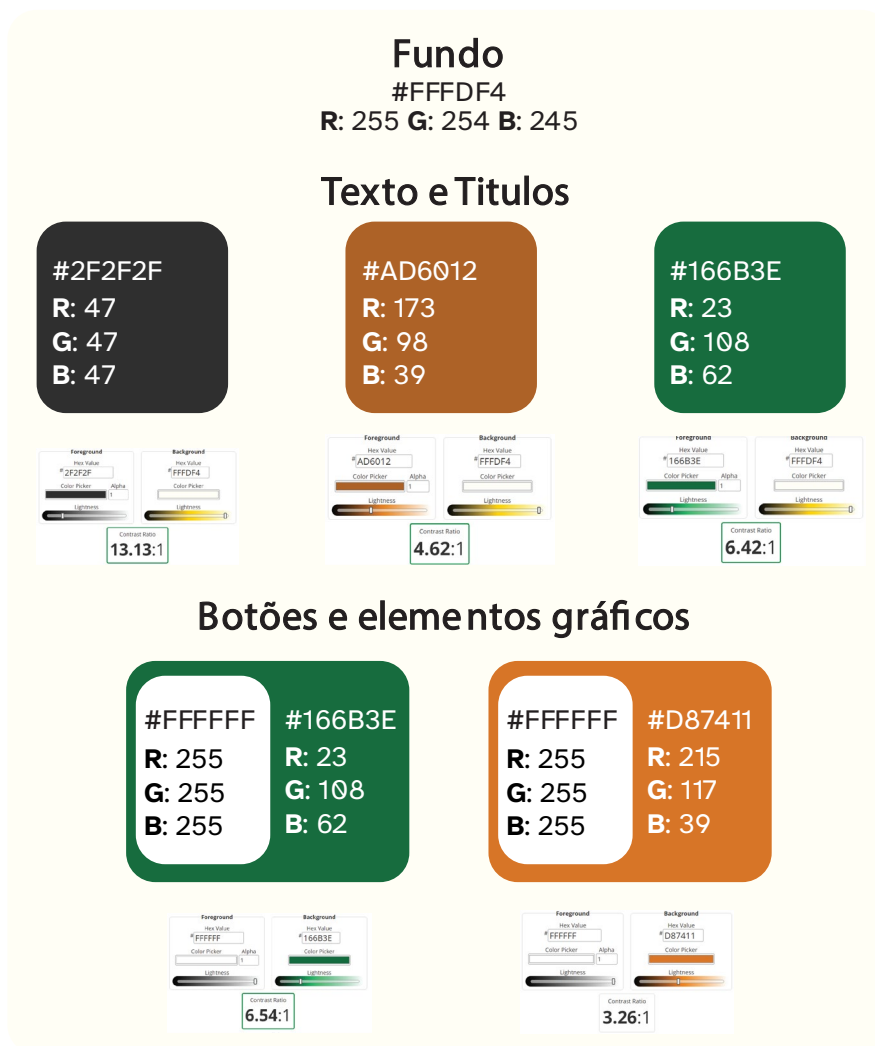 Fundo
#FFFDF4
R: 255 G: 254 B: 245
Texto e Titulos
#2F2F2F
R: 47
G: 47
B: 47
#AD6012
R: 173
G: 98
B: 39
#166B3E
R: 23
G: 108
B: 62
Foreground Background
Hex Value Hex Value
# 2F2F2F # FFFDF4
Color Picker Alpha Color Picker
1
Lightness Lightness
Contrast Ratio
13.13:1
Foreground Background
Hex Value Hex Value
# AD6012 # FFFDF4
Color Picker Alpha Color Picker
1
Lightness Lightness
Contrast Ratio
4.62:1
Foreground Background
Hex Value Hex Value
# 166B3E # FFFDF4
Color Picker Alpha Color Picker
1
Lightness Lightness
Contrast Ratio
6.42:1
Botões e elementos gráficos
#FFFFFF
R: 255
G: 255
B: 255
#166B3E
R: 23
G: 108
B: 62
#FFFFFF
R: 255
G: 255
B: 255
#D87411
R: 215
G: 117
B: 39
Foreground Background
Hex Value Hex Value
# FFFFFF # 166B3E
Color Picker Alpha Color Picker
1
Lightness Lightness
Contrast Ratio
6.54:1
Foreground Background
Hex Value Hex Value
# FFFFFF # D87411
Color Picker Alpha Color Picker
1
Lightness Lightness
Contrast Ratio
3.26:1